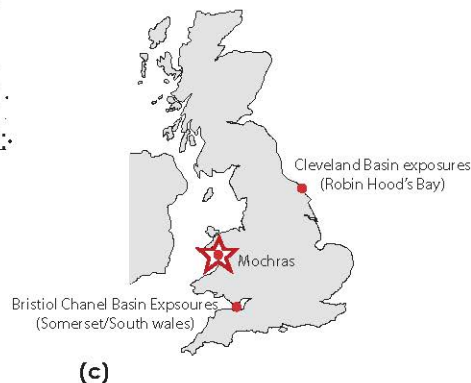 Cleveland Basin exposures
(Robin Hood's Bay)
Mochras
Bristiol Chanel Basin Expsoures
(Somerset/South wales)
(c)